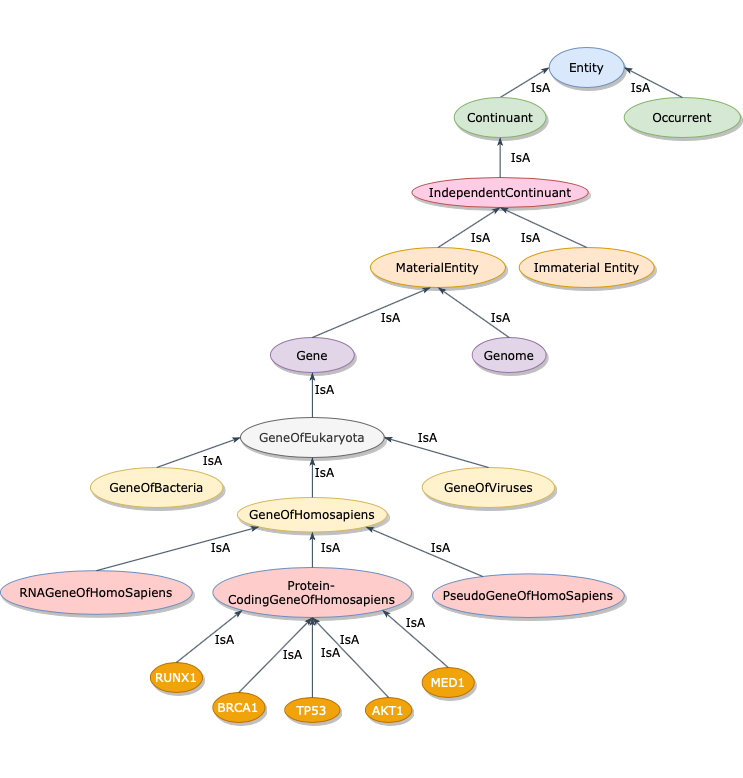 Entity
IsA
IsA
Continuant
Occurrent
IsA
IndependentContinuant
IsA
IsA
MaterialEntity
Immaterial Entity
IsA
IsA
Gene
Genome
IsA
GeneOfEukaryota
IsA
IsA
IsA
GeneOfBacteria
GeneOfViruses
GeneOfHomosapiens
IsA
IsA
IsA
RNAGeneOfHomoSapiens
Protein-
CodingGeneOfHomosapiens
PseudoGeneOfHomoSapiens
IsA
IsA
IsA
IsA
IsA
RUNX1
BRCA1
TP53
AKT1
MED1